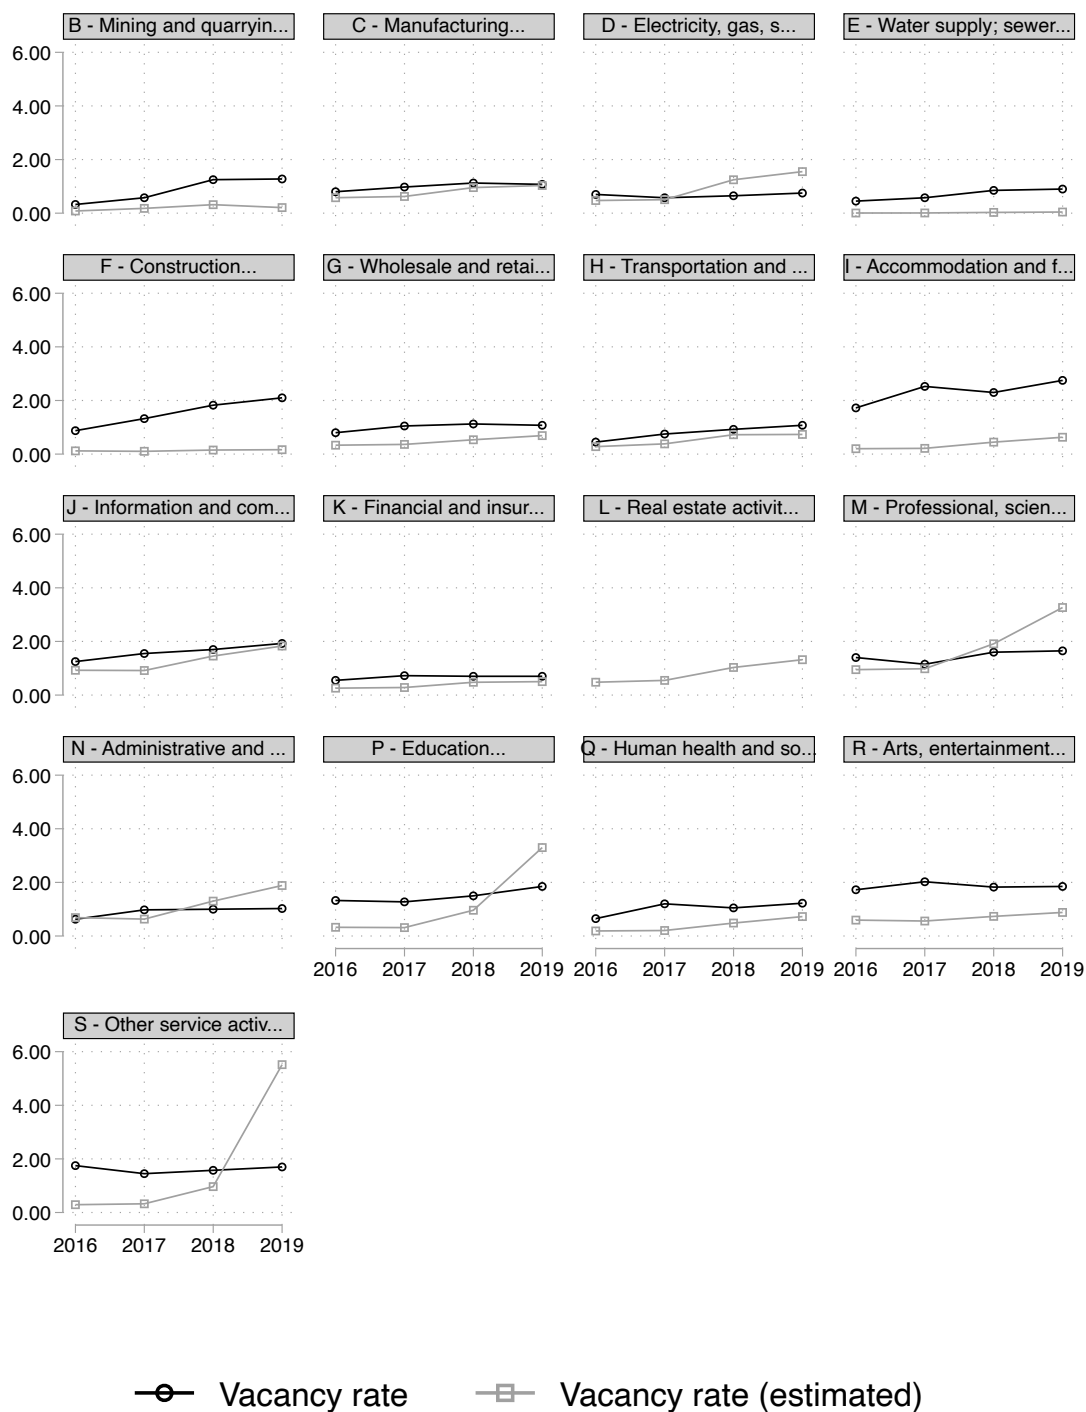 B - Mining and quarryin... C - Manufacturing... D - Electricity, gas, s... E - Water supply; sewer...
6.00
4.00
2.00
0.00
F - Construction... G - Wholesale and retai... H - Transportation and ... I - Accommodation and f...
6.00
4.00
2.00
0.00
J - Information and com... K - Financial and insur... L - Real estate activit... M - Professional, scien...
6.00
4.00
2.00
0.00
N - Administrative and ... P - Education... Q - Human health and so... R - Arts, entertainment...
6.00
4.00
2.00
0.00
2016 2017 2018 2019 2016 2017 2018 2019 2016 2017 2018 2019
S - Other service activ...
6.00
4.00
2.00
0.00
2016 2017 2018 2019
Vacancy rate Vacancy rate (estimated)